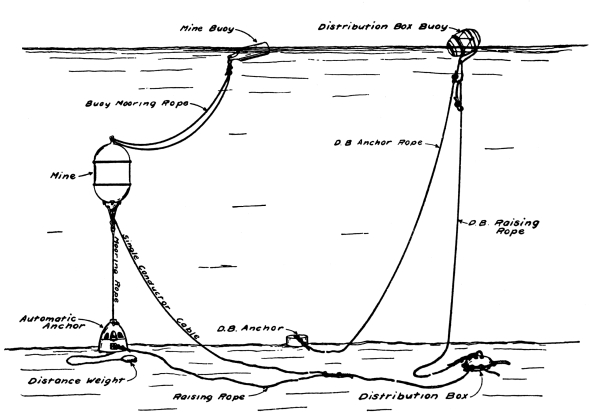 Mine Buoy
Distribution Box Buoy
Buoy Mooring Rope
D.B Anchor Rope
Mine
D.B. Raising
Rope
Mooring Rope
Single Conductor Cable
Automatic
Anchor
D.B. Anchor
Distance Weight
Raising Rope
Distribution Box